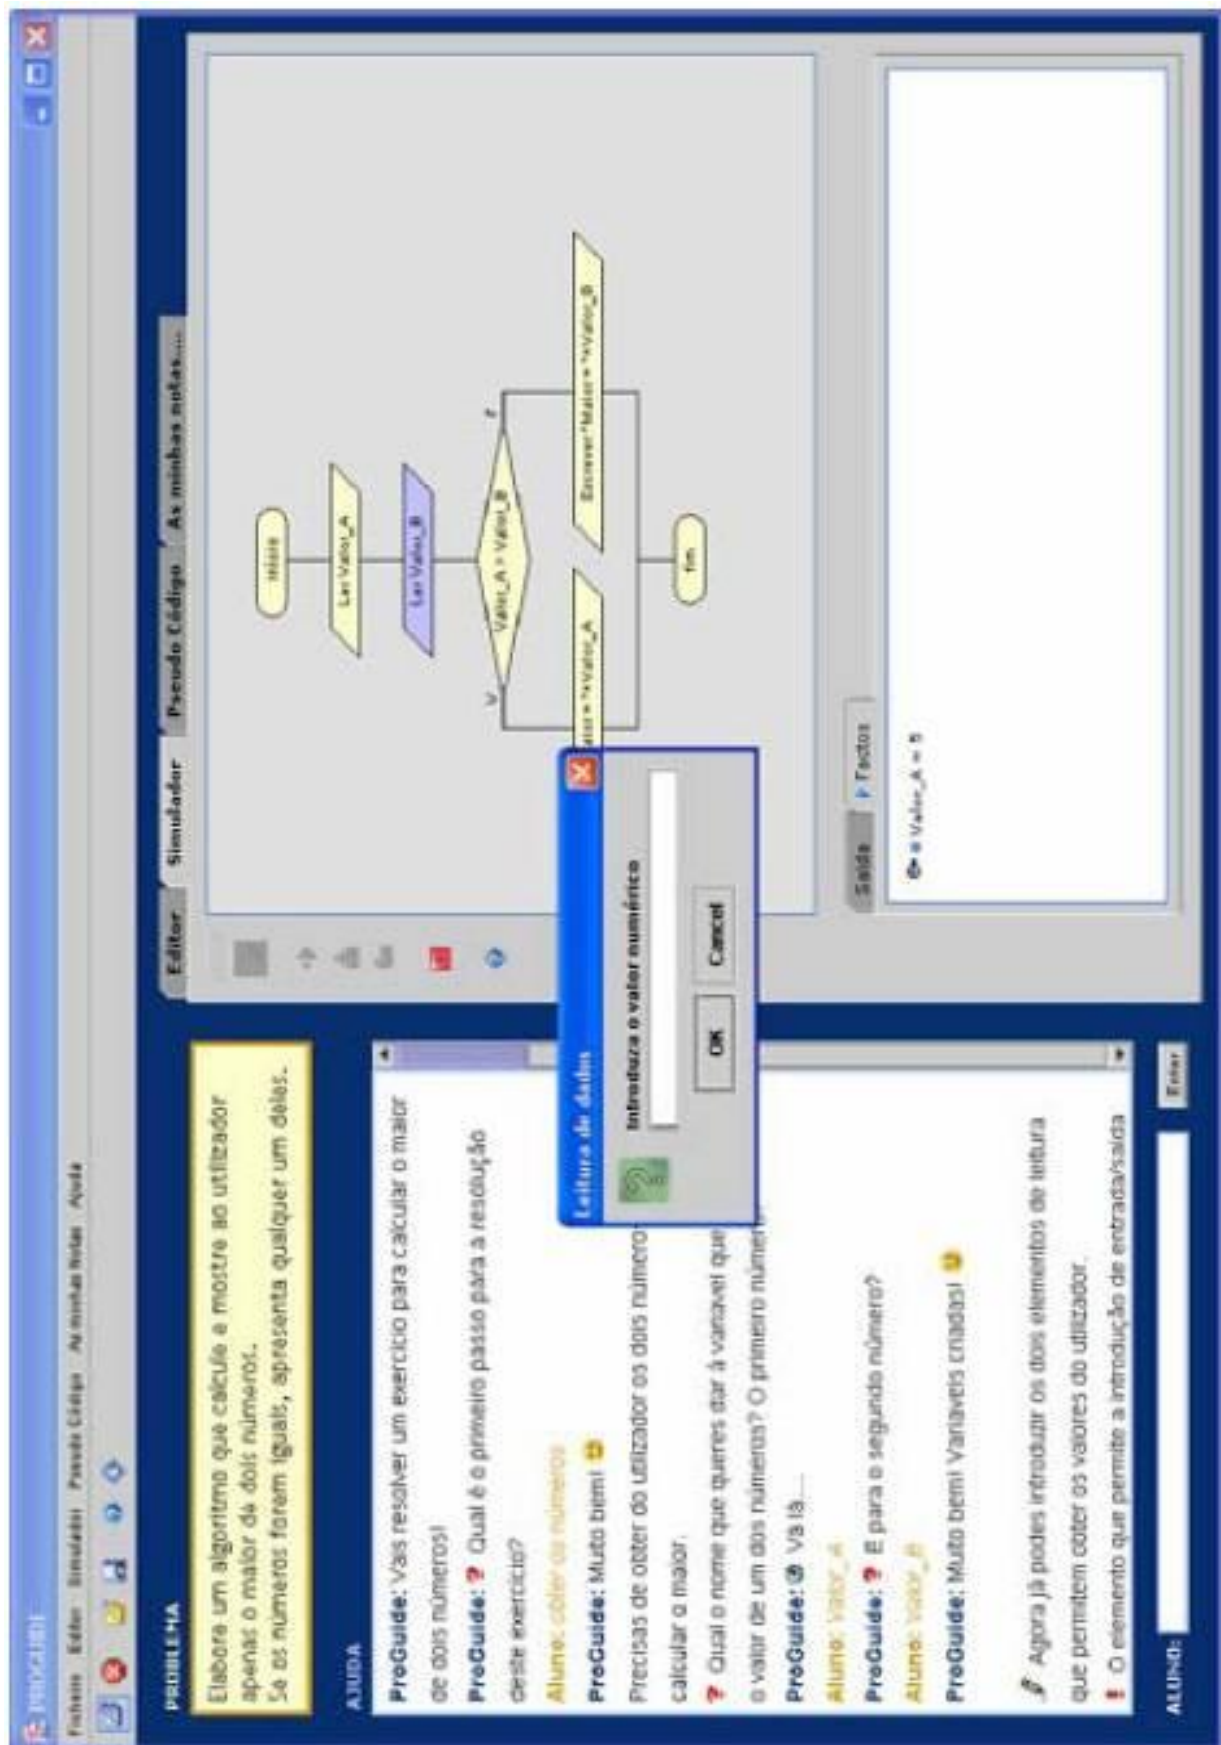 PROGUIDE
Ficheiro Editar Simulador Pseudo Código As minhas Notas Ajuda
PROBLEMA
Elabore um algoritmo que calcule e mostre ao utilizador
apenas o maior de dois números.
Se os números forem iguais, apresenta qualquer um deles.
AJUDA
ProGuide: Vais resolver um exercício para calcular o maior
de dois números!
ProGuide: ? Qual é o primeiro passo para a resolução
deste exercício?
Aluno: obter os números
ProGuide: Muito bem!
Precisas de obter do utilizador os dois número
calcular o maior.
? Qual o nome que queres dar à variavel que
o valor de um dos números? O primeiro número
ProGuide: Vá lá...
Aluno: Valor_A
ProGuide: ? E para o segundo número?
Aluno: Valor_B
ProGuide: Muito bem! Variaveis criadas!
Agora já podes introduzir os dois elementos de leitura
que permitem obter os valores do utilizador.
! O elemento que permite a introdução de entrada/saída
ALUNO:
Enter
Editor Simulador Pseudo Código As minhas notas....
início
Ler Valor_A
Ler Valor_B
Valor_A > Valor_B
V
F
aior = "+Valor_A
Escrever "Maior = "+Valor_B
fim
Leitura de dados
Introduza o valor numérico
OK Cancel
Saída Factos
Valor_A = 5